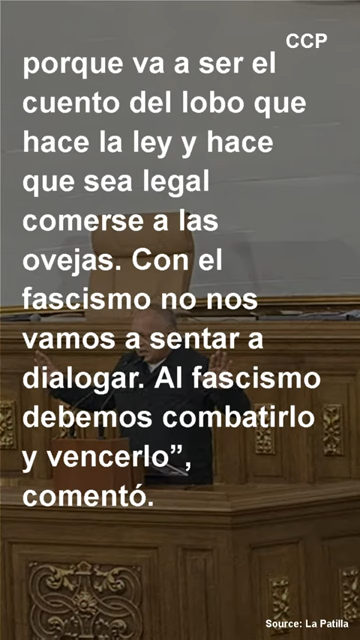 CCP
porque va a ser el
cuento del lobo que
hace la ley y hace
que sea legal
comerse a las
ovejas. Con el
fascismo no nos
vamos a sentar a
dialogar. Al fascismo
debemos combatirlo
y vencerlo”,
comentó.
Source: La Patilla